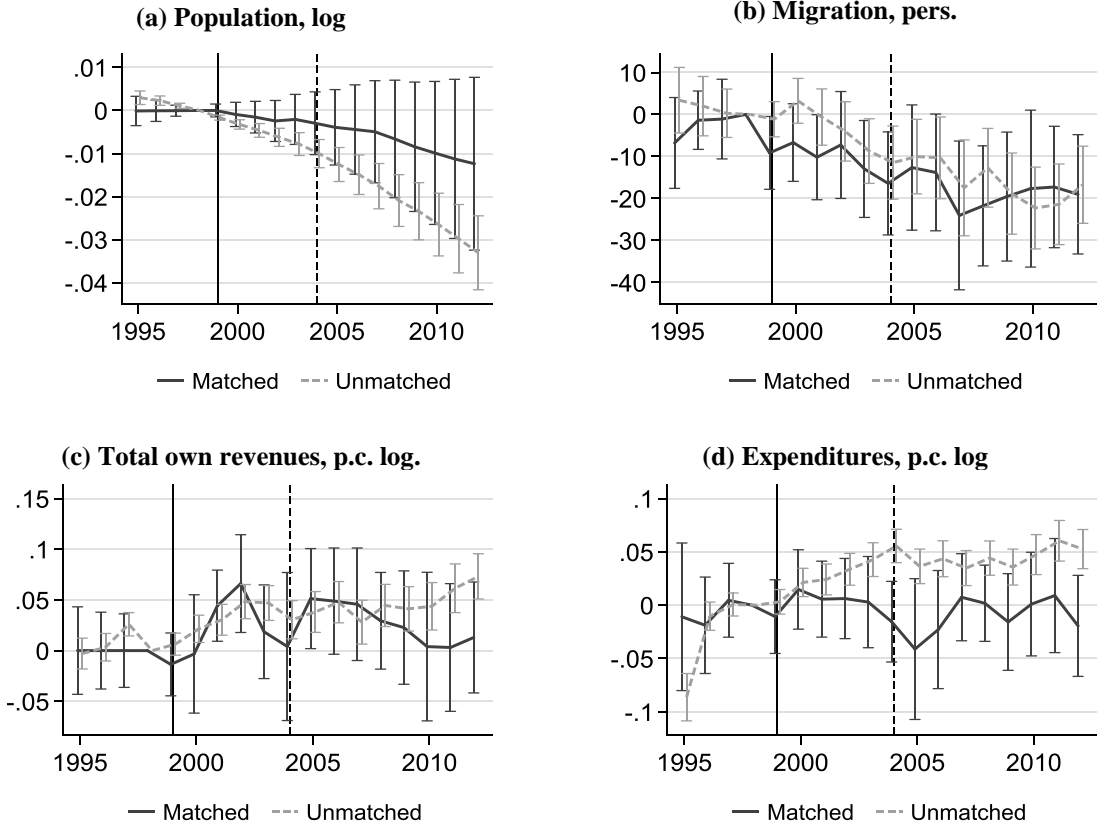 (a) Population, log
.01
0
-.01
-.02
-.03
-.04
1995 2000 2005 2010
Matched Unmatched
(b) Migration, pers.
10
0
-10
-20
-30
-40
1995 2000 2005 2010
Matched Unmatched
(c) Total own revenues, p.c. log.
.15
.1
.05
0
-.05
1995 2000 2005 2010
Matched Unmatched
(d) Expenditures, p.c. log
.1
.05
0
-.05
-.1
1995 2000 2005 2010
Matched Unmatched